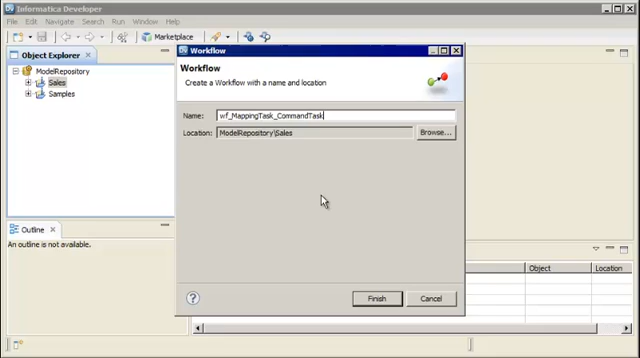 Informatica Developer
File Edit Navigate Search Run Window Help
Marketplace
Object Explorer
ModelRepository
Sales
Samples
Outline
An outline is not available.
Workflow
Workflow
Create a Workflow with a name and location
Name: wf_MappingTask_CommandTask
Location: ModelRepository\Sales Browse...
Finish Cancel
Object Location